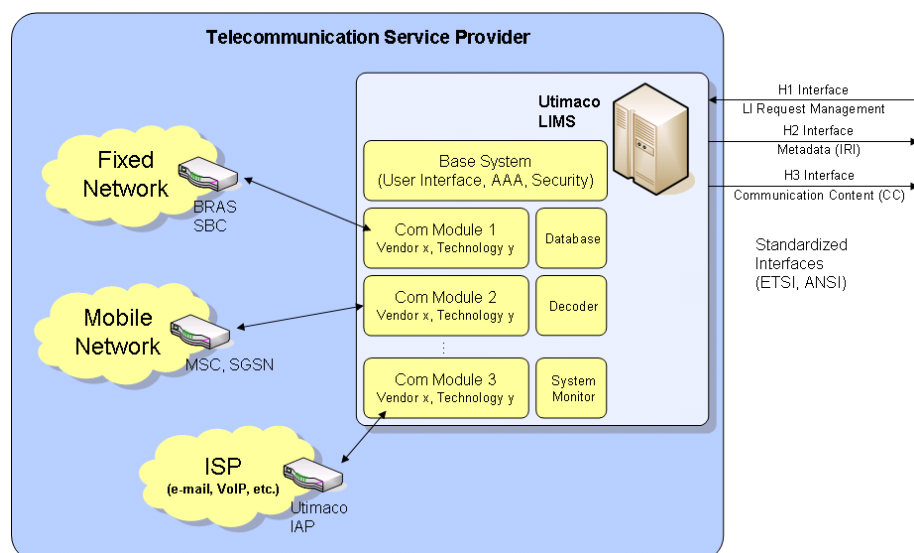 Telecommunication Service Provider
Utimaco
LIMS
H1 Interface
LI Request Management
H2 Interface
Metadata (IRI)
H3 Interface
Communication Content (CC)
Standardized
Interfaces
(ETSI, ANSI)
Base System
(User Interface, AAA, Security)
Fixed
Network
BRAS
SBC
Com Module 1
Vendor x, Technology y
Database
Mobile
Network
MSC, SGSN
Com Module 2
Vendor x, Technology y
Decoder
Com Module 3
Vendor x, Technology y
System
Monitor
ISP
(e-mail, VoIP, etc.)
Utimaco
IAP